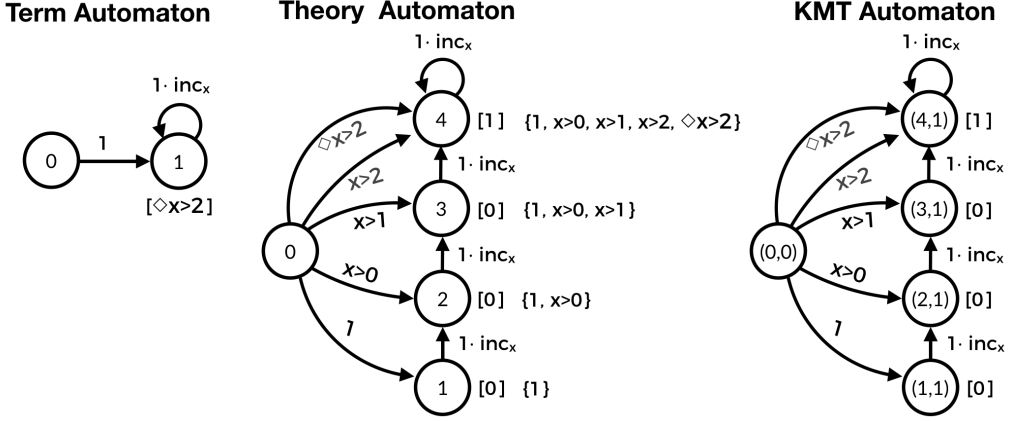 Term Automaton
1· incₓ
0
1
1
[◇x>2]
Theory Automaton
1· incₓ
4
[1] {1, x>0, x>1, x>2, ◇x>2}
◇x>2
1· incₓ
x>2
3
[0] {1, x>0, x>1}
x>1
0
1· incₓ
x>0
2
[0] {1, x>0}
1
1· incₓ
1
[0] {1}
KMT Automaton
1· incₓ
(4,1)
[1]
◇x>2
1· incₓ
x>2
(3,1)
[0]
x>1
(0,0)
1· incₓ
x>0
(2,1)
[0]
1
1· incₓ
(1,1)
[0]